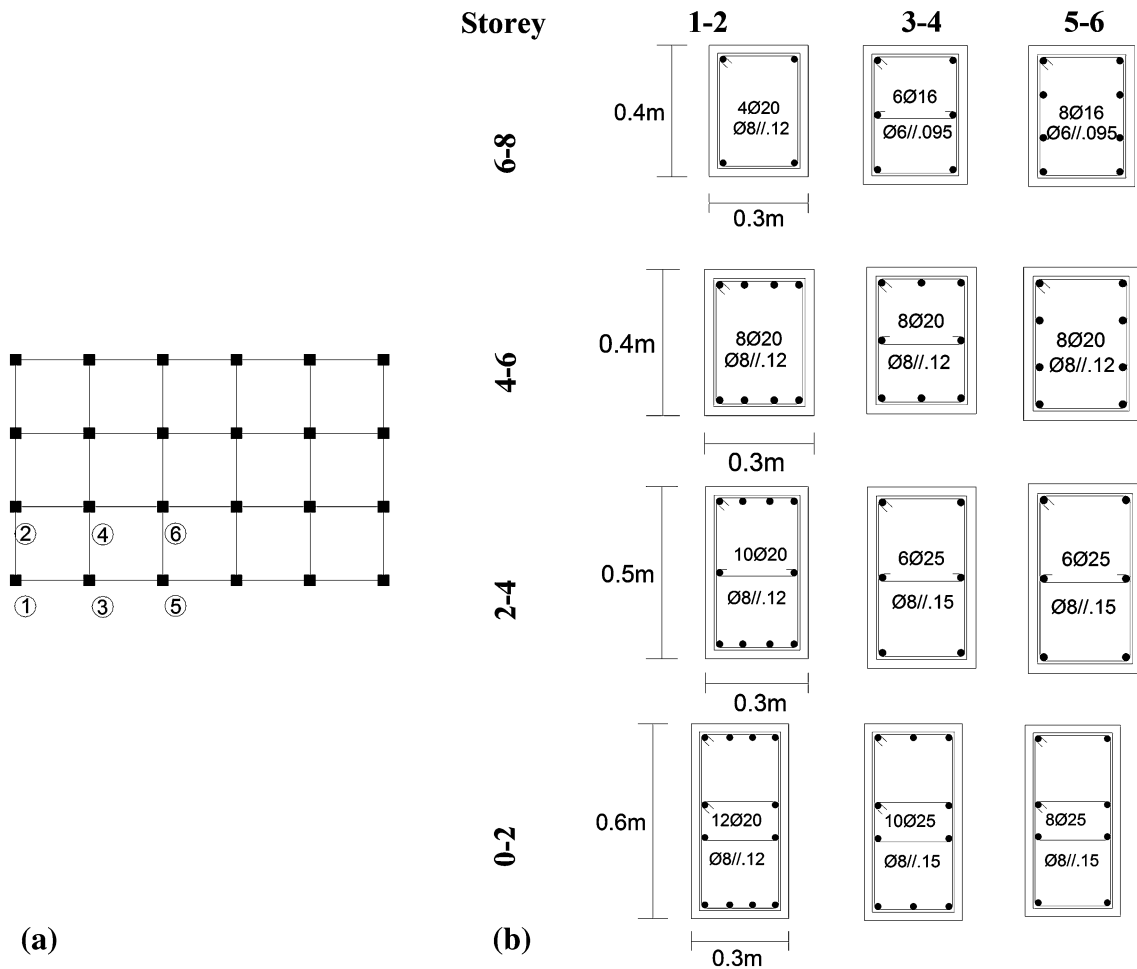 Storey 1-2 3-4 5-6
6-8
0.4m
4Ø20
Ø8//.12
6Ø16
Ø6//.095
8Ø16
Ø6//.095
0.3m
4-6
0.4m
8Ø20
Ø8//.12
8Ø20
Ø8//.12
8Ø20
Ø8//.12
0.3m
2-4
0.5m
10Ø20
Ø8//.12
6Ø25
Ø8//.15
6Ø25
Ø8//.15
0.3m
0-2
0.6m
12Ø20
Ø8//.12
10Ø25
Ø8//.15
8Ø25
Ø8//.15
0.3m
2 4 6
1 3 5
(a)
(b)